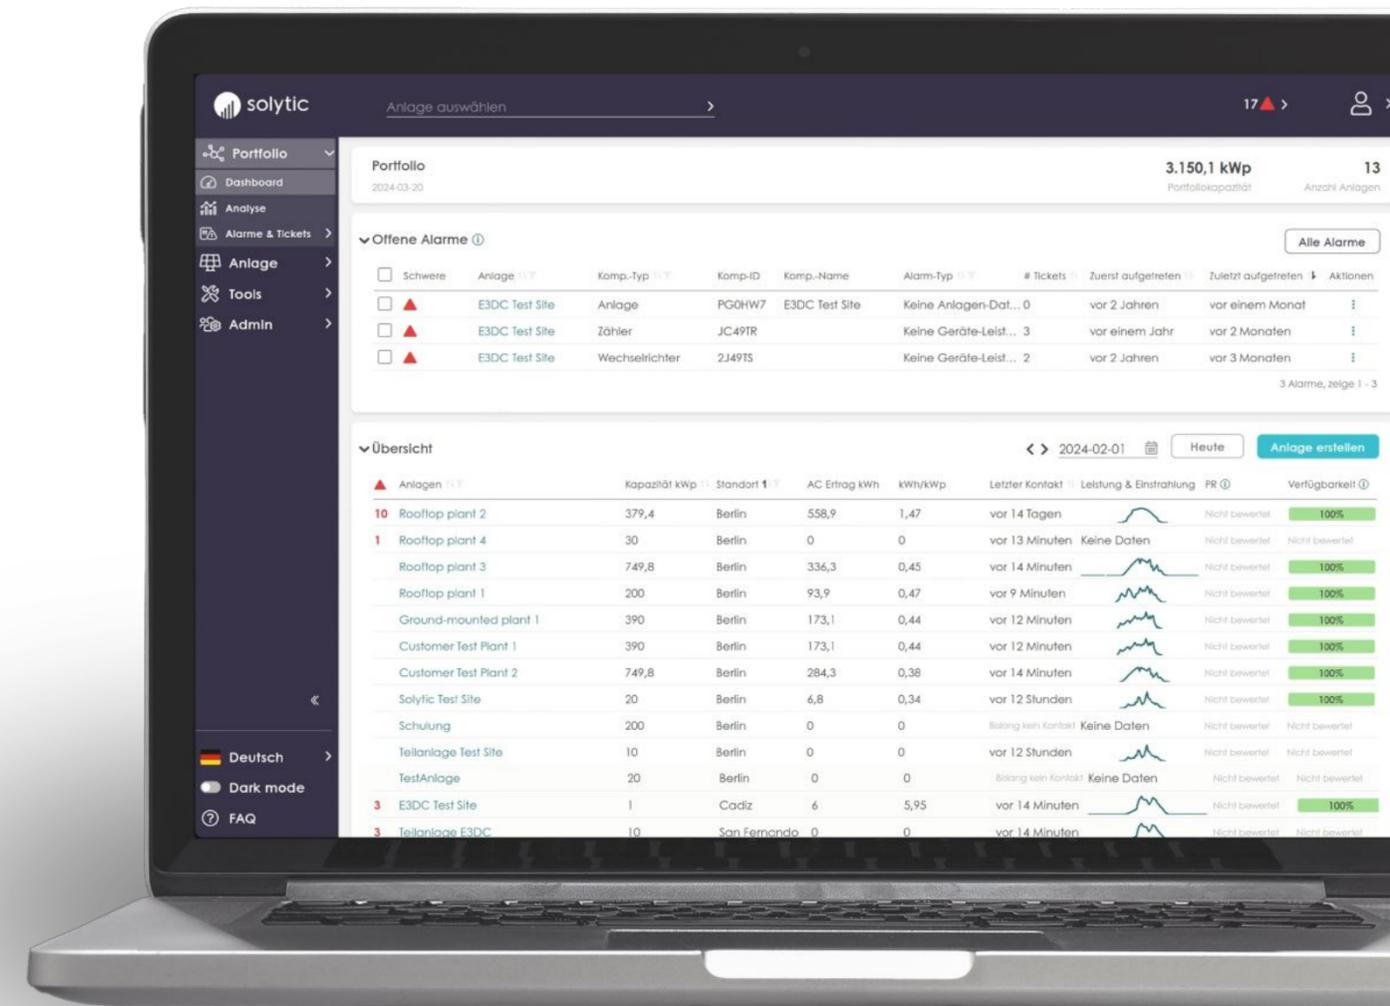 solytic
Anlage auswählen
17
Portfolio
Dashboard
Analyse
Alarme & Tickets
Anlage
Tools
Admin
Deutsch
Dark mode
FAQ
Portfolio
2024-03-20
3.150,1 kWp
Portfoliokapazität
13
Anzahl Anlagen
Offene Alarme
Alle Alarme
Schwere Anlage Komp.-Typ Komp-ID Komp.-Name Alarm-Typ # Tickets Zuerst aufgetreten Zuletzt aufgetreten Aktionen
E3DC Test Site Anlage PG0HW7 E3DC Test Site Keine Anlagen-Dat... 0 vor 2 Jahren vor einem Monat
E3DC Test Site Zähler JC49TR Keine Geräte-Leist... 3 vor einem Jahr vor 2 Monaten
E3DC Test Site Wechselrichter 2J49TS Keine Geräte-Leist... 2 vor 2 Jahren vor 3 Monaten
3 Alarme, zeige 1 - 3
Übersicht
2024-02-01
Heute
Anlage erstellen
Anlagen Kapazität kWp Standort 1 AC Ertrag kWh kWh/kWp Letzter Kontakt Leistung & Einstrahlung PR Verfügbarkeit
10 Rooftop plant 2 379,4 Berlin 558,9 1,47 vor 14 Tagen Nicht bewertet 100%
1 Rooftop plant 4 30 Berlin 0 0 vor 13 Minuten Keine Daten Nicht bewertet Nicht bewertet
Rooftop plant 3 749,8 Berlin 336,3 0,45 vor 14 Minuten Nicht bewertet 100%
Rooftop plant 1 200 Berlin 93,9 0,47 vor 9 Minuten Nicht bewertet 100%
Ground-mounted plant 1 390 Berlin 173,1 0,44 vor 12 Minuten Nicht bewertet 100%
Customer Test Plant 1 390 Berlin 173,1 0,44 vor 12 Minuten Nicht bewertet 100%
Customer Test Plant 2 749,8 Berlin 284,3 0,38 vor 14 Minuten Nicht bewertet 100%
Solytic Test Site 20 Berlin 6,8 0,34 vor 12 Stunden Nicht bewertet 100%
Schulung 200 Berlin 0 0 Bislang kein Kontakt Keine Daten Nicht bewertet Nicht bewertet
Teilanlage Test Site 10 Berlin 0 0 vor 12 Stunden Nicht bewertet Nicht bewertet
TestAnlage 20 Berlin 0 0 Bislang kein Kontakt Keine Daten Nicht bewertet Nicht bewertet
3 E3DC Test Site 1 Cadiz 6 5,95 vor 14 Minuten Nicht bewertet 100%
3 Teilanlage E3DC 10 San Fernando 0 0 vor 14 Minuten Nicht bewertet Nicht bewertet